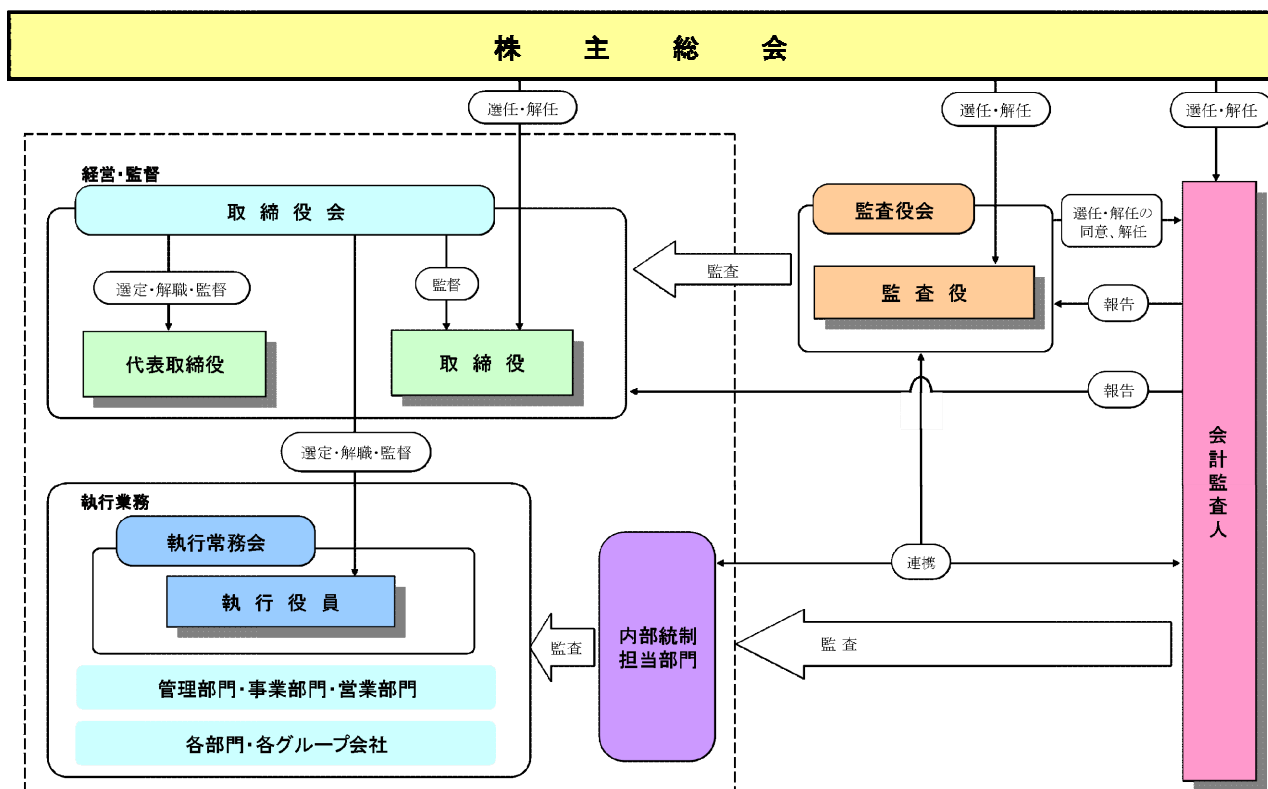 株主総会
選任・解任
選任・解任
選任・解任
経営・監督
取締役会
監査役会
選任・解任の
同意、解任
監査
選定・解職・監督
監督
監査役
報告
代表取締役
取締役
報告
選定・解職・監督
会計監査人
執行業務
執行常務会
連携
執行役員
内部統制
担当部門
監査
監査
管理部門・事業部門・営業部門
各部門・各グループ会社